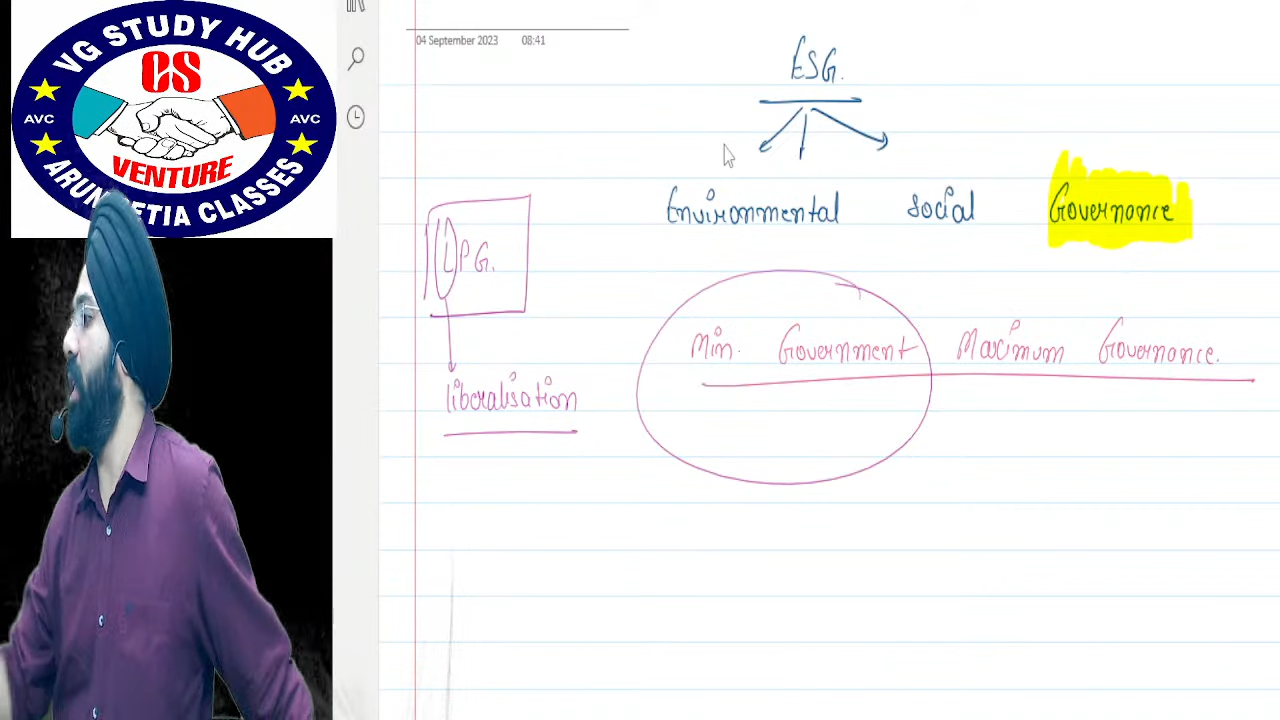 VG STUDY HUB
CS
AVC
AVC
VENTURE
04 September 2023 08:41
ESG.
Environmental Social Governance
LPG.
Min. Government Maximum Governance.
liberalisation